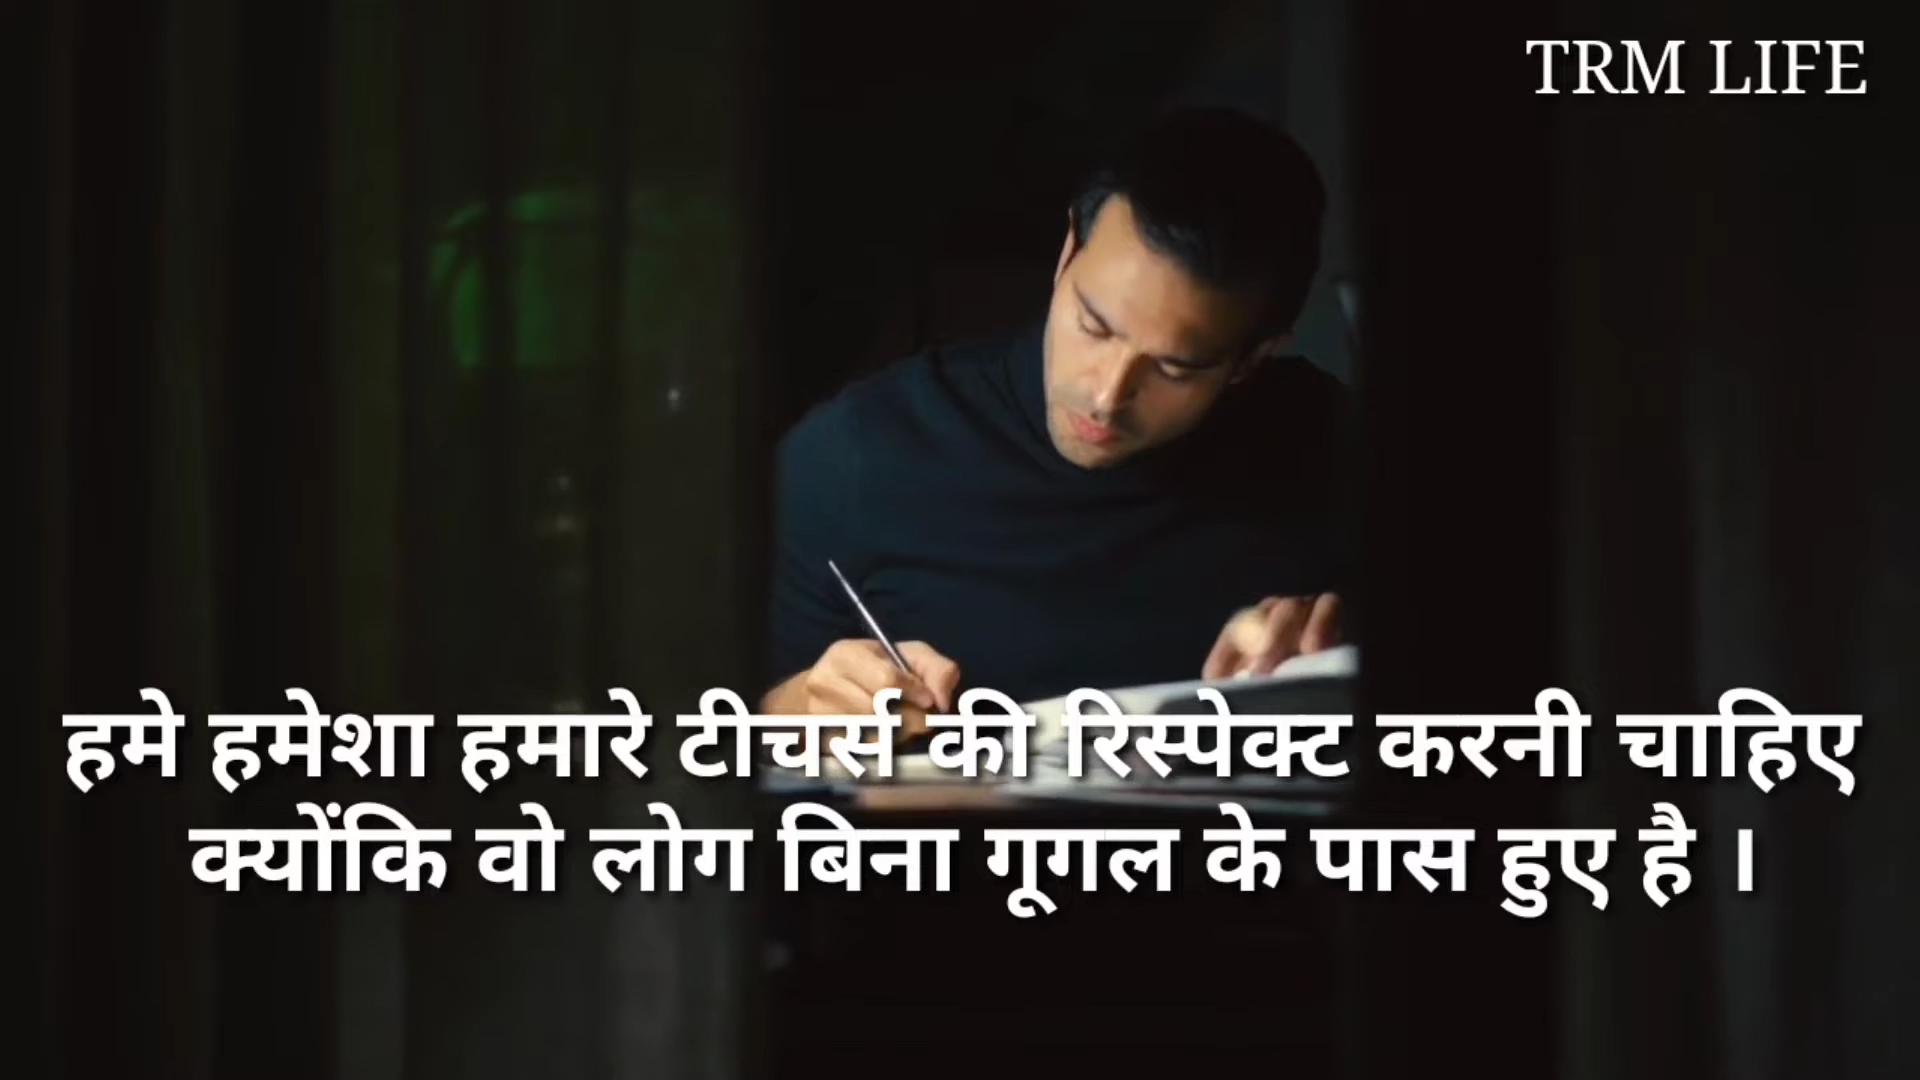 TRM LIFE
हमे हमेशा हमारे टीचर्स की रिस्पेक्ट करनी चाहिए
क्योंकि वो लोग बिना गूगल के पास हुए है ।